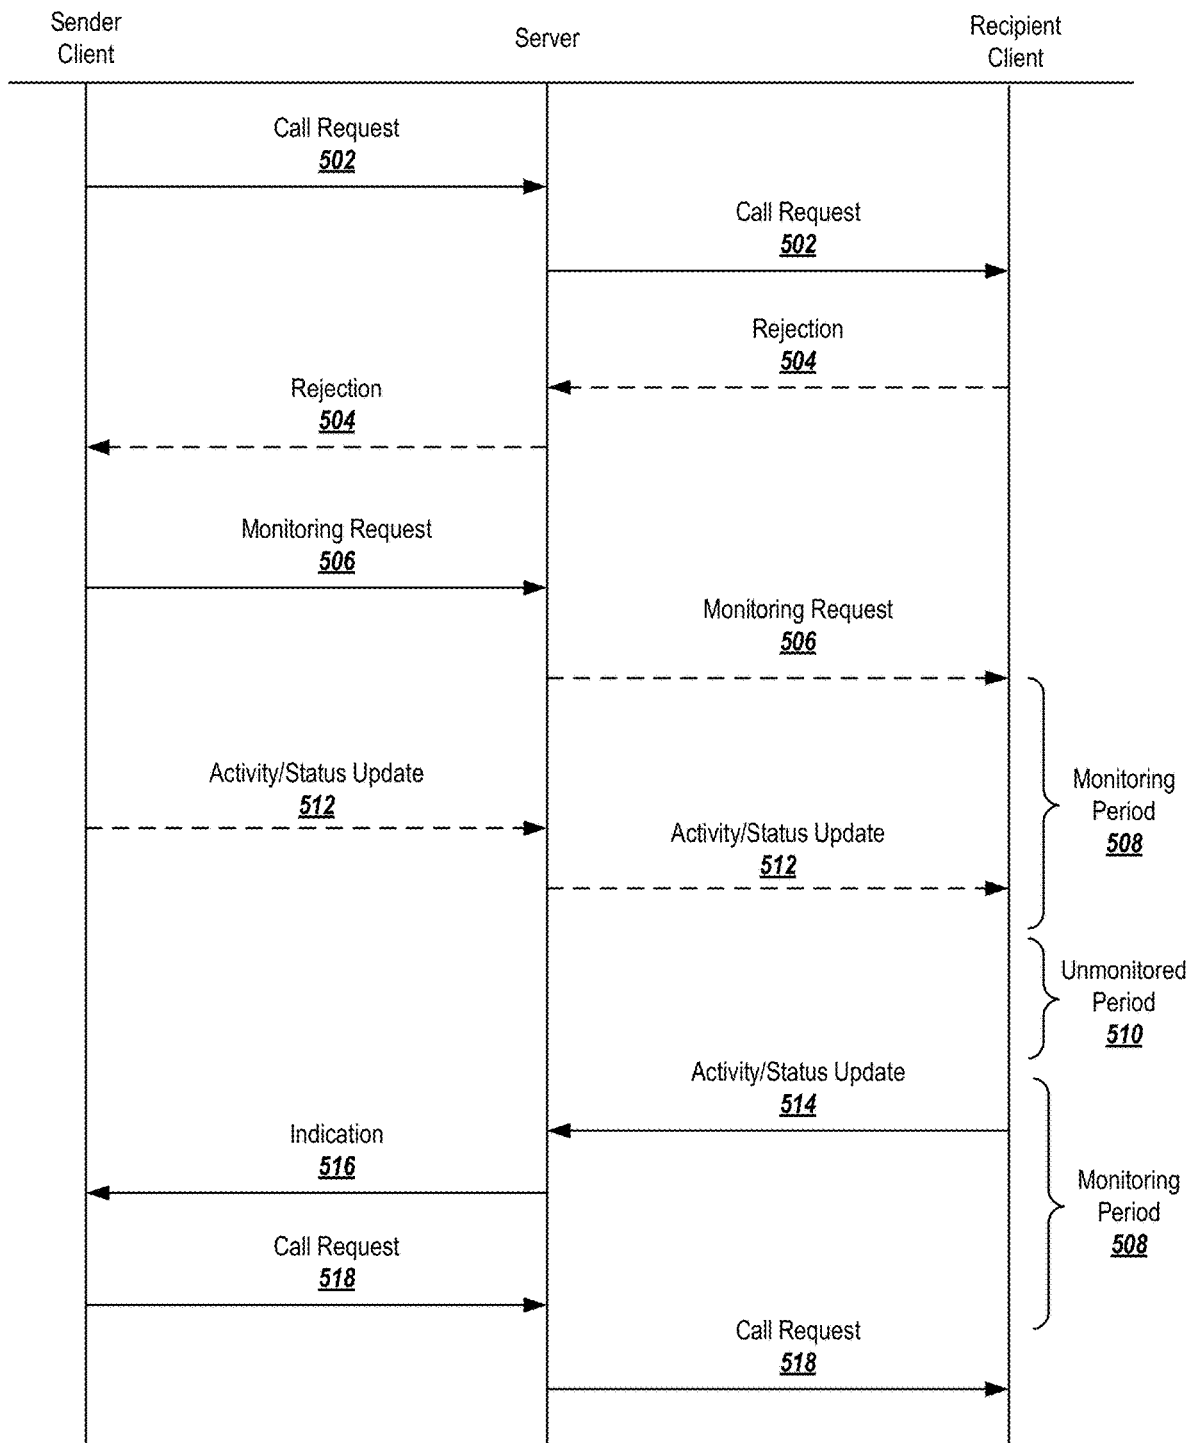 Sender
Client
Server
Recipient
Client
Call Request
502
Call Request
502
Rejection
504
Rejection
504
Monitoring Request
506
Monitoring Request
506
Activity/Status Update
512
Activity/Status Update
512
Monitoring
Period
508
Unmonitored
Period
510
Activity/Status Update
514
Indication
516
Monitoring
Period
508
Call Request
518
Call Request
518